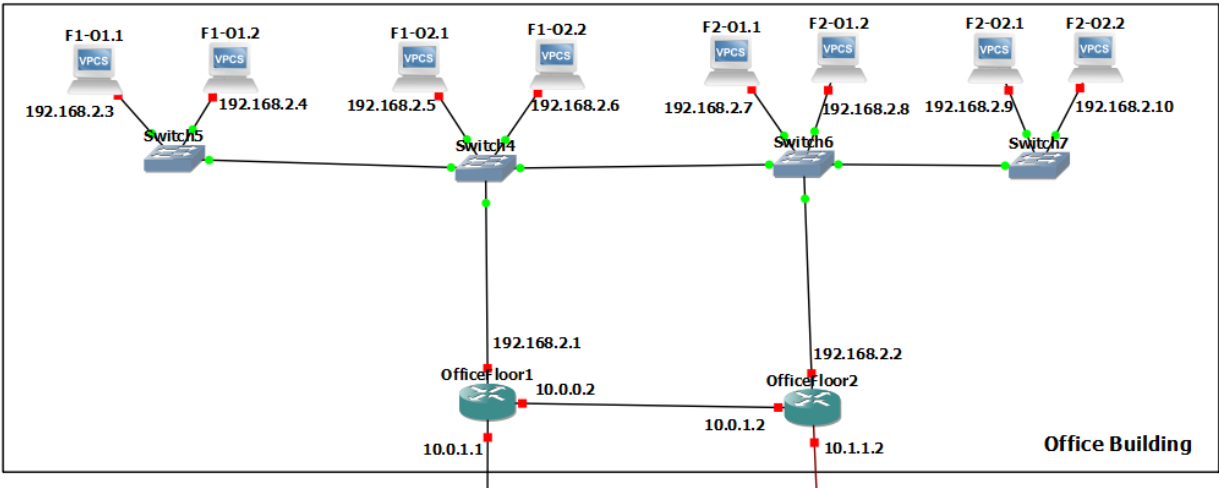 F1-O1.1
F1-O1.2
F1-O2.1
F1-O2.2
F2-O1.1
F2-O1.2
F2-O2.1
F2-O2.2
VPCS
VPCS
VPCS
VPCS
VPCS
VPCS
VPCS
VPCS
192.168.2.3
192.168.2.4
192.168.2.5
192.168.2.6
192.168.2.7
192.168.2.8
192.168.2.9
192.168.2.10
Switch5
Switch4
Switch6
Switch7
192.168.2.1
192.168.2.2
OfficeFloor1
OfficeFloor2
10.0.0.2
10.0.1.2
10.0.1.1
10.1.1.2
Office Building